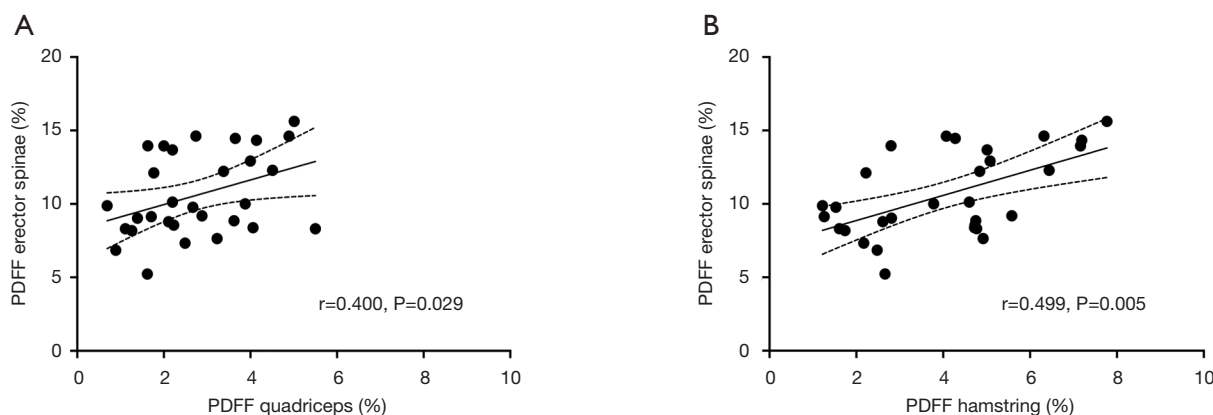 A
PDFF erector spinae (%)
20
15
10
5
0
r=0.400, P=0.029
0 2 4 6 8 10
PDFF quadriceps (%)
B
PDFF erector spinae (%)
20
15
10
5
0
r=0.499, P=0.005
0 2 4 6 8 10
PDFF hamstring (%)